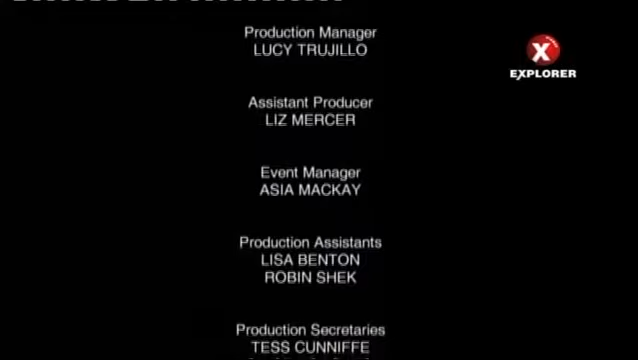 Production Manager
LUCY TRUJILLO
X
EXPLORER
Assistant Producer
LIZ MERCER
Event Manager
ASIA MACKAY
Production Assistants
LISA BENTON
ROBIN SHEK
Production Secretaries
TESS CUNNIFFE